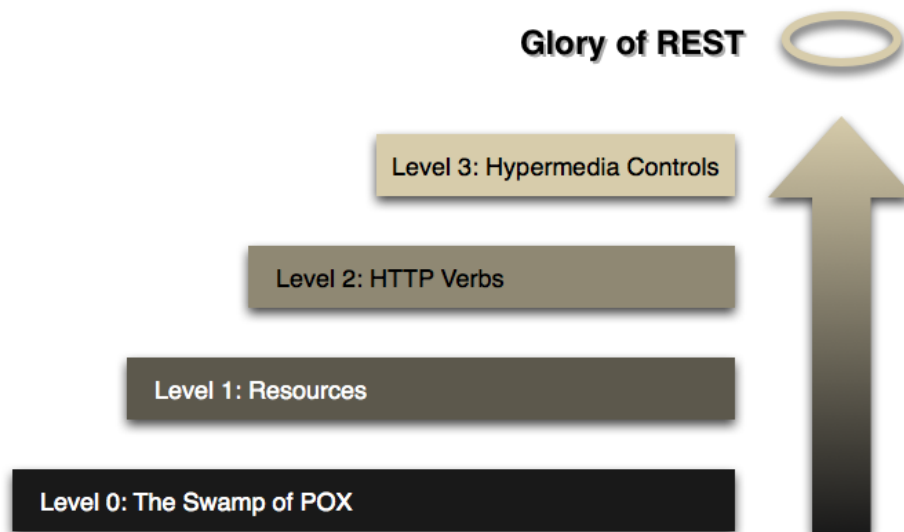 Glory of REST
Level 3: Hypermedia Controls
Level 2: HTTP Verbs
Level 1: Resources
Level 0: The Swamp of POX